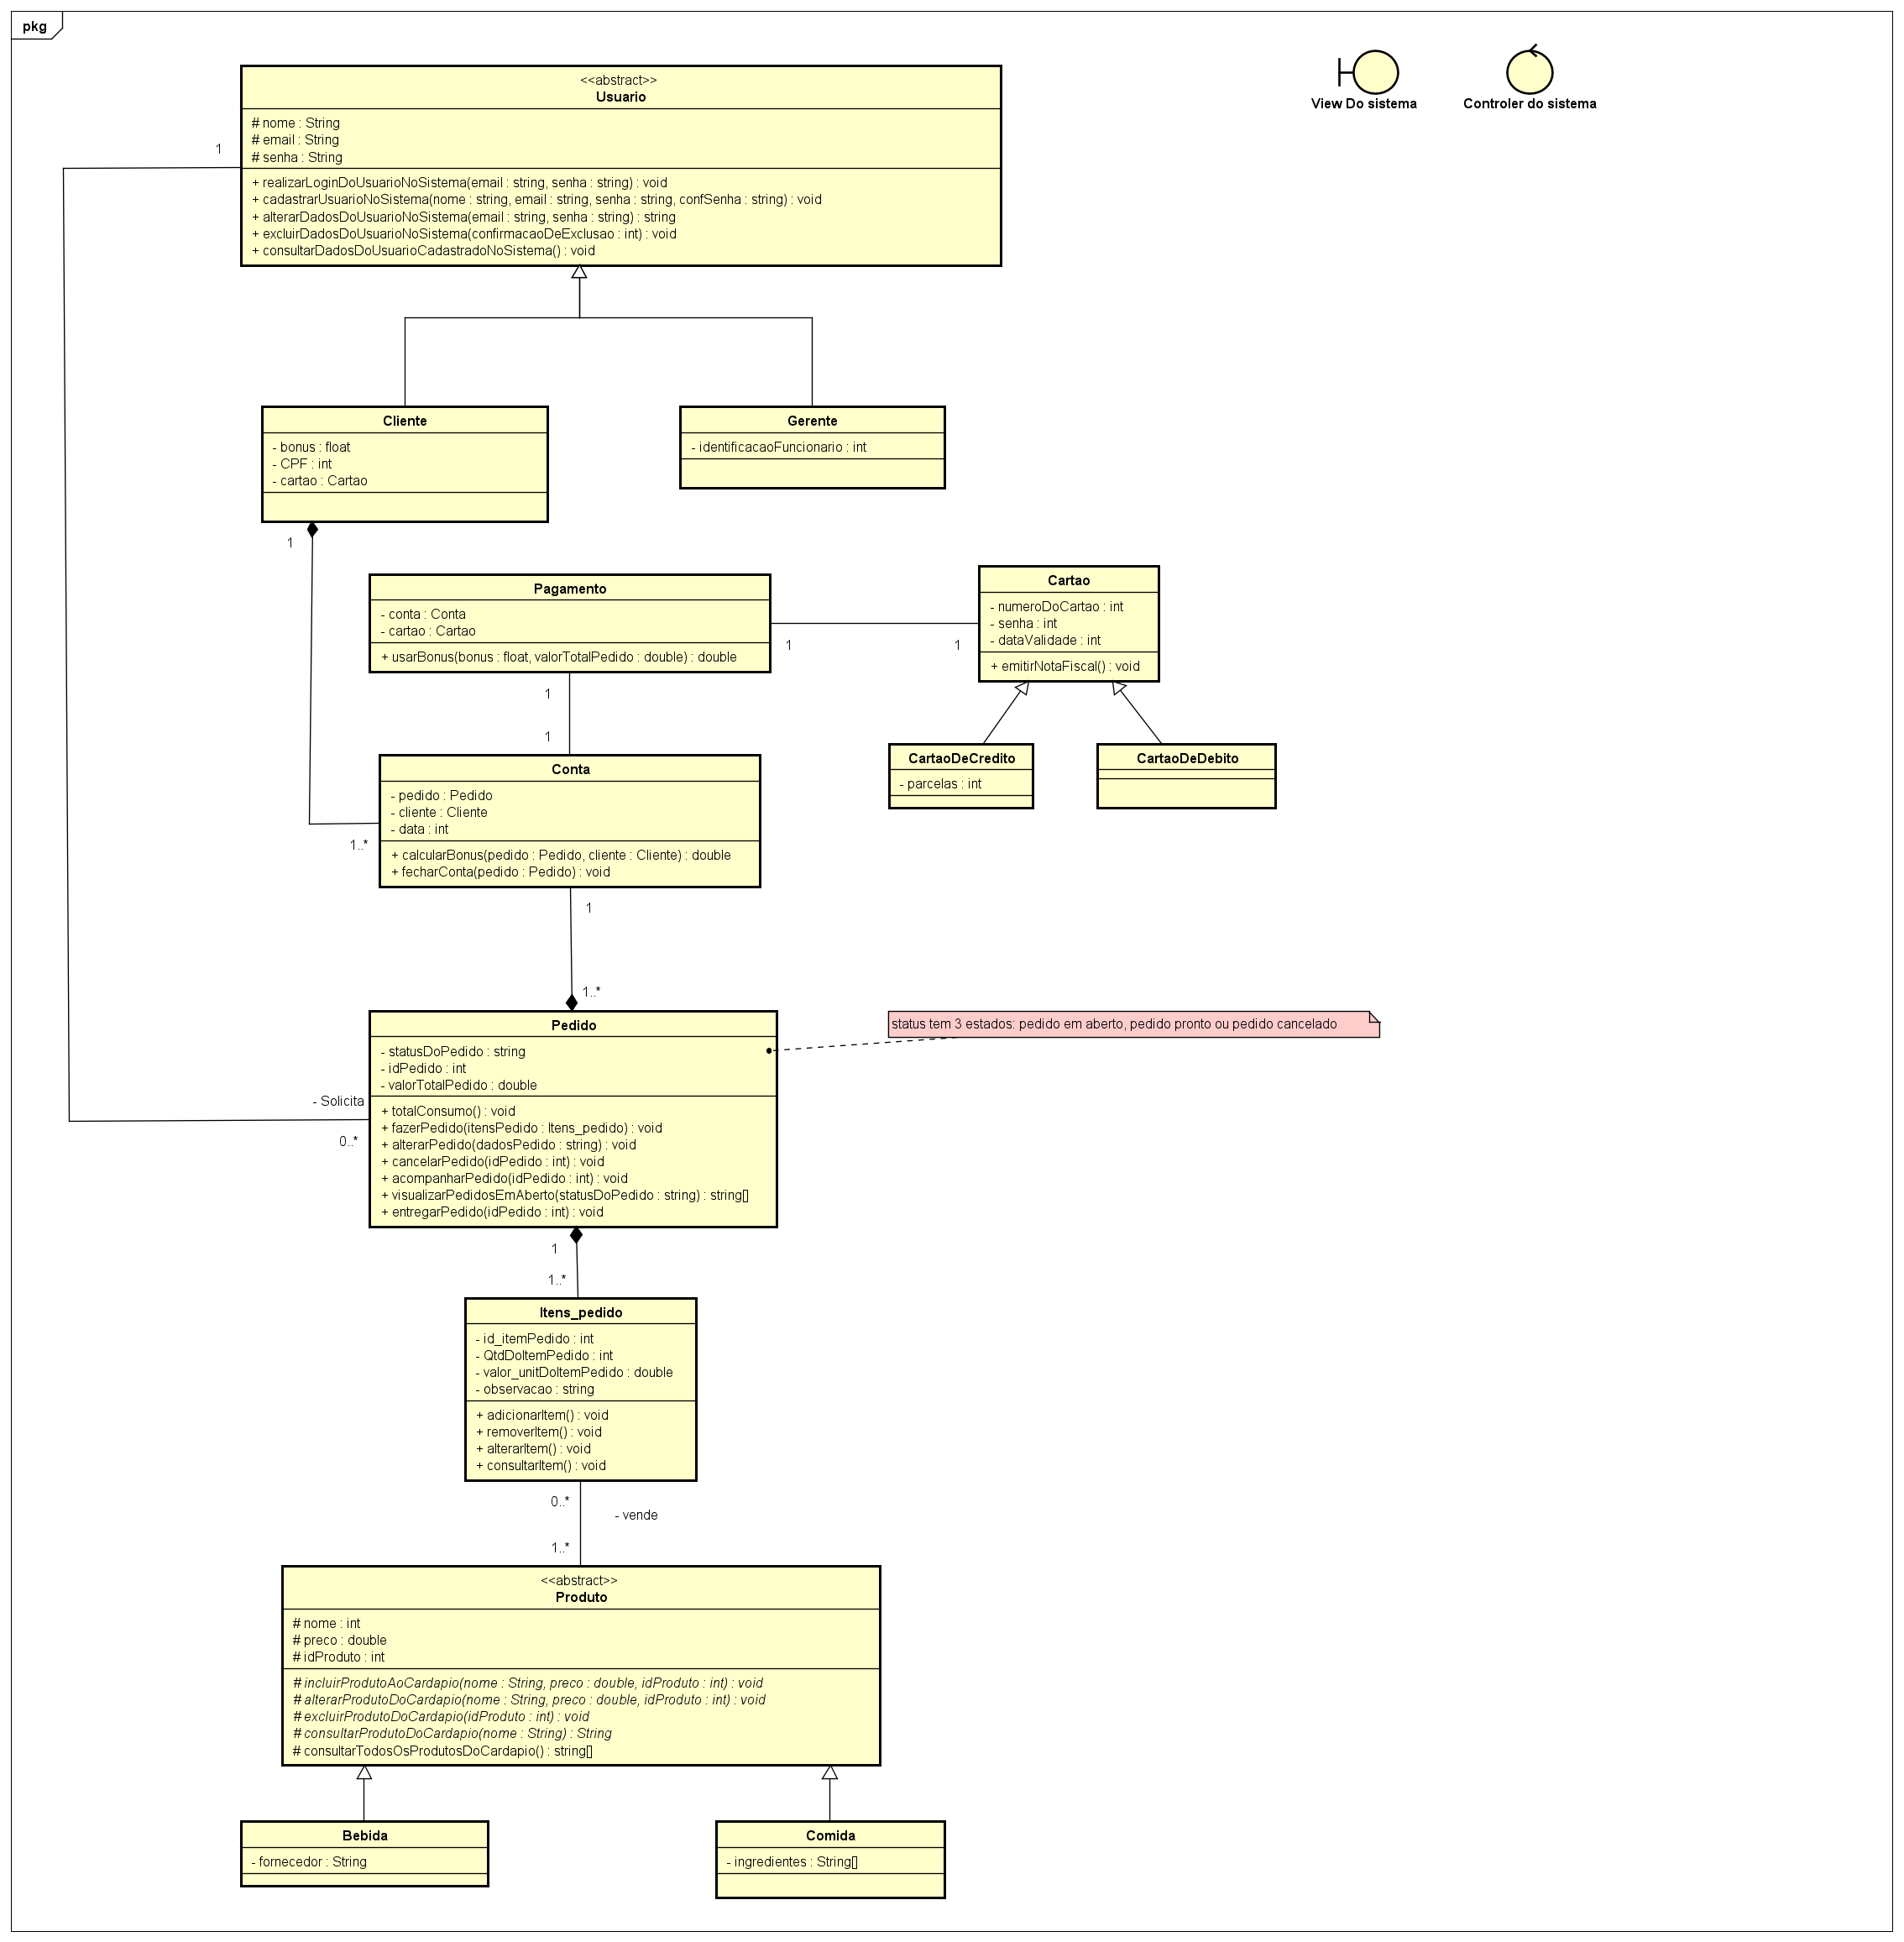 pkg
View Do sistema
Controler do sistema
<<abstract>>
Usuario
# nome : String
# email : String
# senha : String
+ realizarLoginDoUsuarioNoSistema(email : string, senha : string) : void
+ cadastrarUsuarioNoSistema(nome : string, email : string, senha : string, confSenha : string) : void
+ alterarDadosDoUsuarioNoSistema(email : string, senha : string) : string
+ excluirDadosDoUsuarioNoSistema(confirmacaoDeExclusao : int) : void
+ consultarDadosDoUsuarioCadastradoNoSistema() : void
1
Cliente
- bonus : float
- CPF : int
- cartao : Cartao
1
Gerente
- identificacaoFuncionario : int
Pagamento
- conta : Conta
- cartao : Cartao
+ usarBonus(bonus : float, valorTotalPedido : double) : double
1
1
Cartao
- numeroDoCartao : int
- senha : int
- dataValidade : int
+ emitirNotaFiscal() : void
1
1
CartaoDeCredito
- parcelas : int
CartaoDeDebito
Conta
- pedido : Pedido
- cliente : Cliente
- data : int
+ calcularBonus(pedido : Pedido, cliente : Cliente) : double
+ fecharConta(pedido : Pedido) : void
1..*
1
1..*
Pedido
- statusDoPedido : string
- idPedido : int
- valorTotalPedido : double
+ totalConsumo() : void
+ fazerPedido(itensPedido : Itens_pedido) : void
+ alterarPedido(dadosPedido : string) : void
+ cancelarPedido(idPedido : int) : void
+ acompanharPedido(idPedido : int) : void
+ visualizarPedidosEmAberto(statusDoPedido : string) : string[]
+ entregarPedido(idPedido : int) : void
status tem 3 estados: pedido em aberto, pedido pronto ou pedido cancelado
- Solicita
0..*
1
1..*
Itens_pedido
- id_itemPedido : int
- QtdDoItemPedido : int
- valor_unitDoItemPedido : double
- observacao : string
+ adicionarItem() : void
+ removerItem() : void
+ alterarItem() : void
+ consultarItem() : void
0..*
- vende
1..*
<<abstract>>
Produto
# nome : int
# preco : double
# idProduto : int
# incluirProdutoAoCardapio(nome : String, preco : double, idProduto : int) : void
# alterarProdutoDoCardapio(nome : String, preco : double, idProduto : int) : void
# excluirProdutoDoCardapio(idProduto : int) : void
# consultarProdutoDoCardapio(nome : String) : String
# consultarTodosOsProdutosDoCardapio() : string[]
Bebida
- fornecedor : String
Comida
- ingredientes : String[]